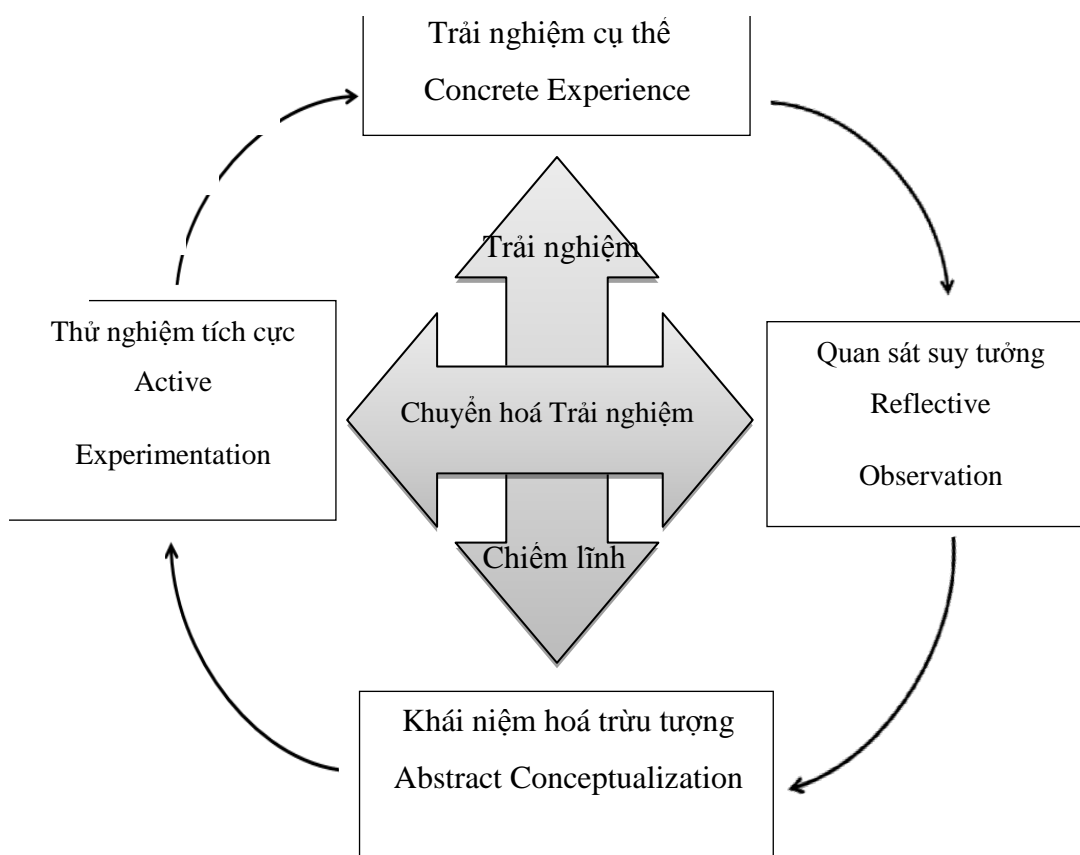 Trải nghiệm cụ thể
Concrete Experience
Trải nghiệm
Thử nghiệm tích cực
Active
Experimentation
Chuyển hoá Trải nghiệm
Quan sát suy tưởng
Reflective
Observation
Chiếm lĩnh
Khái niệm hoá trừu tượng
Abstract Conceptualization